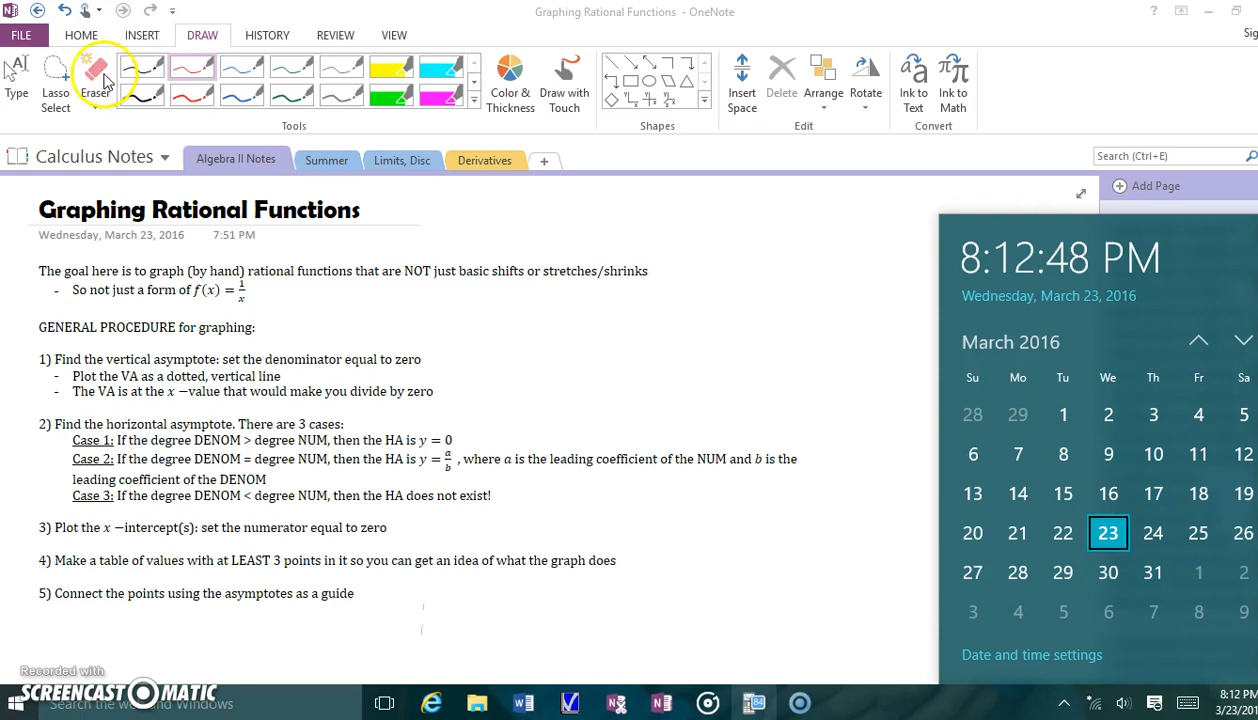 Graphing Rational Functions - OneNote
FILE HOME INSERT DRAW HISTORY REVIEW VIEW
Type
Lasso Select
Eraser
Color & Thickness
Draw with Touch
Insert Space
Delete
Arrange
Rotate
Ink to Text
Ink to Math
Tools
Shapes
Edit
Convert
Calculus Notes
Algebra II Notes
Summer
Limits, Disc
Derivatives
Search (Ctrl+E)
Add Page
Graphing Rational Functions
Wednesday, March 23, 2016 7:51 PM
The goal here is to graph (by hand) rational functions that are NOT just basic shifts or stretches/shrinks
- So not just a form of f(x) = 1/x
GENERAL PROCEDURE for graphing:
1) Find the vertical asymptote: set the denominator equal to zero
- Plot the VA as a dotted, vertical line
- The VA is at the x −value that would make you divide by zero
2) Find the horizontal asymptote. There are 3 cases:
Case 1: If the degree DENOM > degree NUM, then the HA is y = 0
Case 2: If the degree DENOM = degree NUM, then the HA is y = a/b , where a is the leading coefficient of the NUM and b is the
leading coefficient of the DENOM
Case 3: If the degree DENOM < degree NUM, then the HA does not exist!
3) Plot the x −intercept(s): set the numerator equal to zero
4) Make a table of values with at LEAST 3 points in it so you can get an idea of what the graph does
5) Connect the points using the asymptotes as a guide
8:12:48 PM
Wednesday, March 23, 2016
March 2016
Su Mo Tu We Th Fr Sa
28 29 1 2 3 4 5
6 7 8 9 10 11 12
13 14 15 16 17 18 19
20 21 22 23 24 25 26
27 28 29 30 31 1 2
3 4 5 6 7 8 9
Date and time settings
Recorded with
SCREENCAST MATIC
8:12 PM